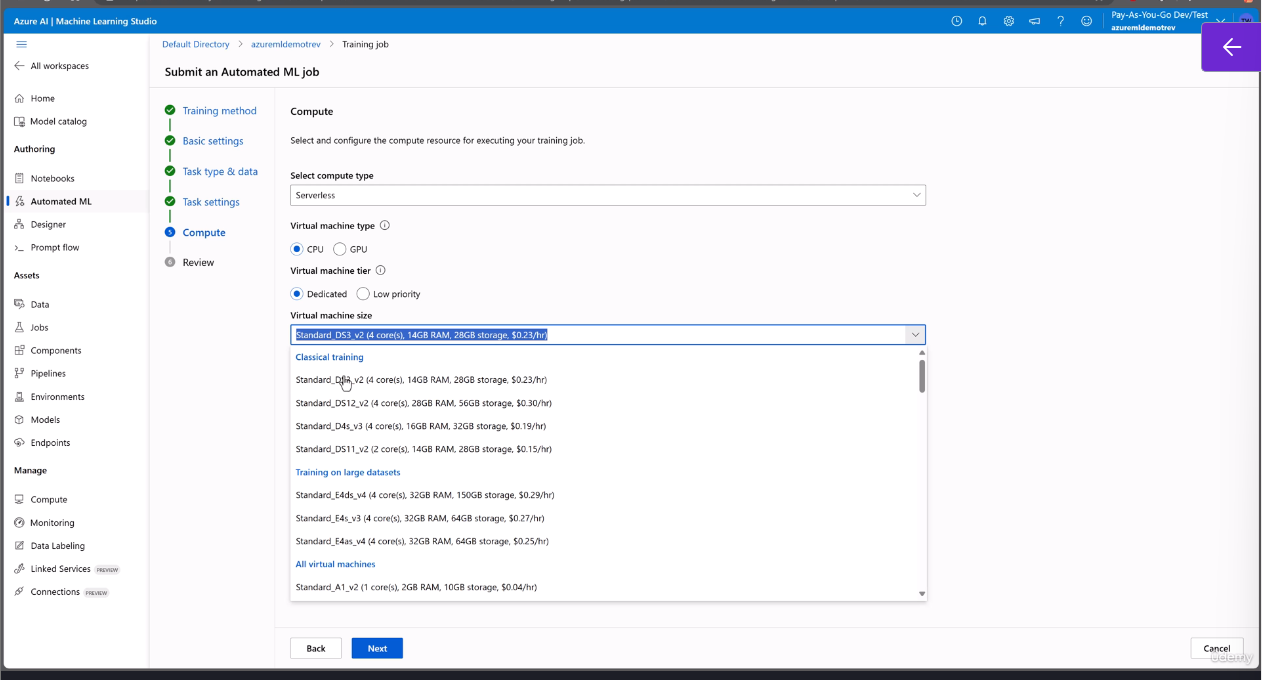 Azure AI | Machine Learning Studio
Pay-As-You-Go Dev/Test
azuremldemotrev
Default Directory > azuremldemotrev > Training job
All workspaces
Submit an Automated ML job
Home
Model catalog
Authoring
Notebooks
Automated ML
Designer
Prompt flow
Assets
Data
Jobs
Components
Pipelines
Environments
Models
Endpoints
Manage
Compute
Monitoring
Data Labeling
Linked Services PREVIEW
Connections PREVIEW
Training method
Basic settings
Task type & data
Task settings
5 Compute
6 Review
Compute
Select and configure the compute resource for executing your training job.
Select compute type
Serverless
Virtual machine type
CPU GPU
Virtual machine tier
Dedicated Low priority
Virtual machine size
Standard_DS3_v2 (4 core(s), 14GB RAM, 28GB storage, $0.23/hr)
Classical training
Standard_DS3_v2 (4 core(s), 14GB RAM, 28GB storage, $0.23/hr)
Standard_DS12_v2 (4 core(s), 28GB RAM, 56GB storage, $0.30/hr)
Standard_D4s_v3 (4 core(s), 16GB RAM, 32GB storage, $0.19/hr)
Standard_DS11_v2 (2 core(s), 14GB RAM, 28GB storage, $0.15/hr)
Training on large datasets
Standard_E4ds_v4 (4 core(s), 32GB RAM, 150GB storage, $0.29/hr)
Standard_E4s_v3 (4 core(s), 32GB RAM, 64GB storage, $0.27/hr)
Standard_E4as_v4 (4 core(s), 32GB RAM, 64GB storage, $0.25/hr)
All virtual machines
Standard_A1_v2 (1 core(s), 2GB RAM, 10GB storage, $0.04/hr)
Back Next Cancel
udemy